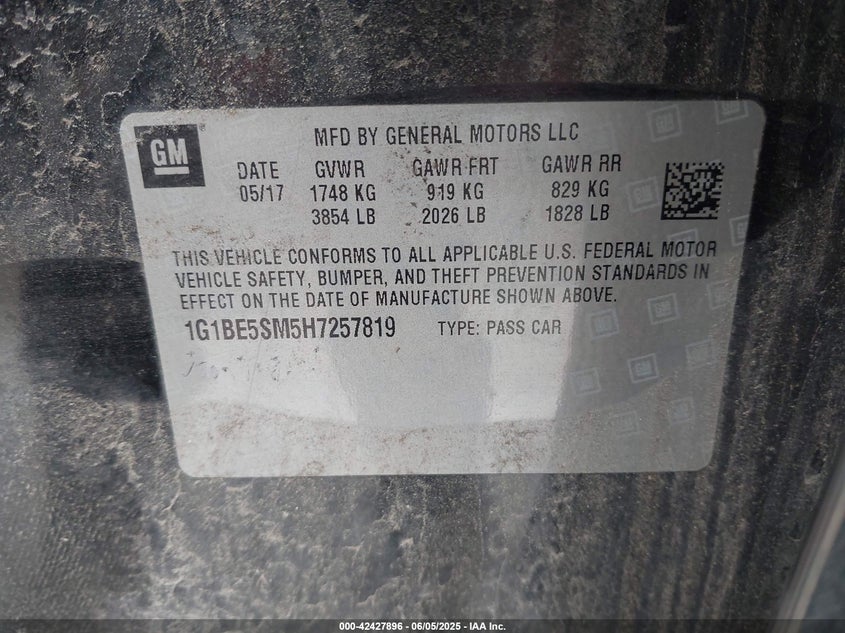 GM
MFD BY GENERAL MOTORS LLC
DATE GVWR GAWR FRT GAWR RR
05/17 1748 KG 919 KG 829 KG
3854 LB 2026 LB 1828 LB
THIS VEHICLE CONFORMS TO ALL APPLICABLE U.S. FEDERAL MOTOR
VEHICLE SAFETY, BUMPER, AND THEFT PREVENTION STANDARDS IN
EFFECT ON THE DATE OF MANUFACTURE SHOWN ABOVE.
1G1BE5SM5H7257819 TYPE: PASS CAR
000-42427896 - 06/05/2025 - IAA Inc.